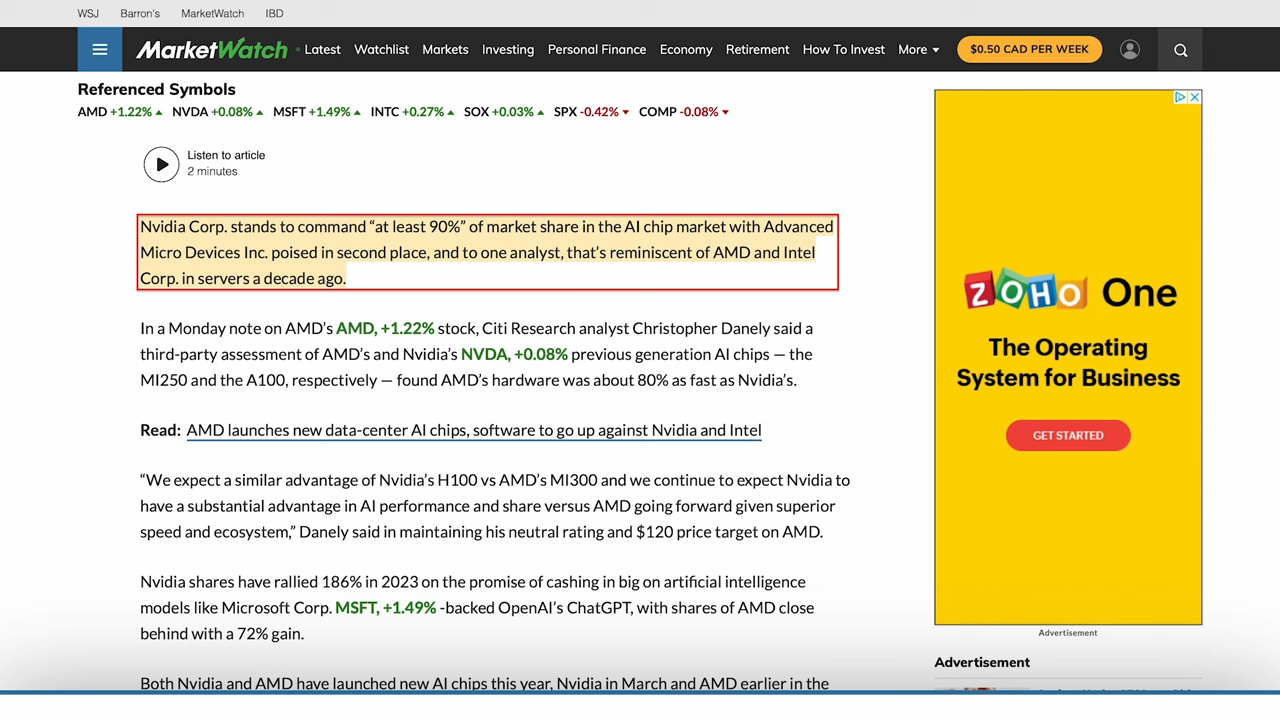 WSJ Barron's MarketWatch IBD
MarketWatch Latest Watchlist Markets Investing Personal Finance Economy Retirement How To Invest More $0.50 CAD PER WEEK
Referenced Symbols
AMD +1.22% NVDA +0.08% MSFT +1.49% INTC +0.27% SOX +0.03% SPX -0.42% COMP -0.08%
Listen to article
2 minutes
Nvidia Corp. stands to command “at least 90%” of market share in the AI chip market with Advanced
Micro Devices Inc. poised in second place, and to one analyst, that’s reminiscent of AMD and Intel
Corp. in servers a decade ago.
In a Monday note on AMD’s AMD, +1.22% stock, Citi Research analyst Christopher Danely said a
third-party assessment of AMD’s and Nvidia’s NVDA, +0.08% previous generation AI chips — the
MI250 and the A100, respectively — found AMD’s hardware was about 80% as fast as Nvidia’s.
Read: AMD launches new data-center AI chips, software to go up against Nvidia and Intel
“We expect a similar advantage of Nvidia’s H100 vs AMD’s MI300 and we continue to expect Nvidia to
have a substantial advantage in AI performance and share versus AMD going forward given superior
speed and ecosystem,” Danely said in maintaining his neutral rating and $120 price target on AMD.
Nvidia shares have rallied 186% in 2023 on the promise of cashing in big on artificial intelligence
models like Microsoft Corp. MSFT, +1.49% -backed OpenAI’s ChatGPT, with shares of AMD close
behind with a 72% gain.
Both Nvidia and AMD have launched new AI chips this year, Nvidia in March and AMD earlier in the
ZOHO One
The Operating
System for Business
GET STARTED
Advertisement
Advertisement